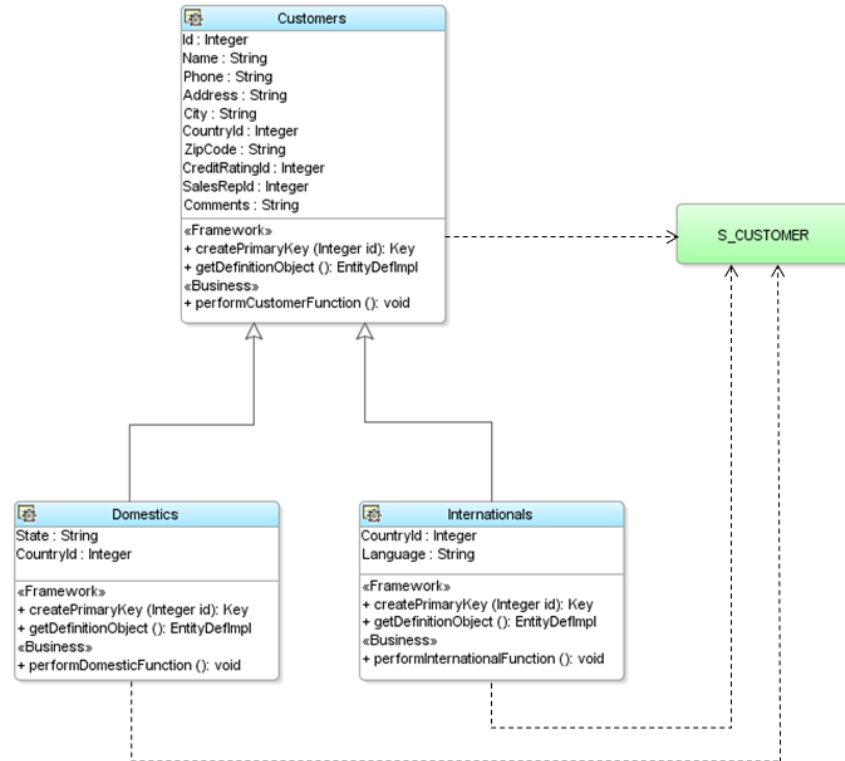 Customers
Id : Integer
Name : String
Phone : String
Address : String
City : String
CountryId : Integer
ZipCode : String
CreditRatingId : Integer
SalesRepId : Integer
Comments : String
«Framework»
+ createPrimaryKey (Integer id): Key
+ getDefinitionObject (): EntityDefImpl
«Business»
+ performCustomerFunction (): void
S_CUSTOMER
Domestics
State : String
CountryId : Integer
«Framework»
+ createPrimaryKey (Integer id): Key
+ getDefinitionObject (): EntityDefImpl
«Business»
+ performDomesticFunction (): void
Internationals
CountryId : Integer
Language : String
«Framework»
+ createPrimaryKey (Integer id): Key
+ getDefinitionObject (): EntityDefImpl
«Business»
+ performInternationalFunction (): void